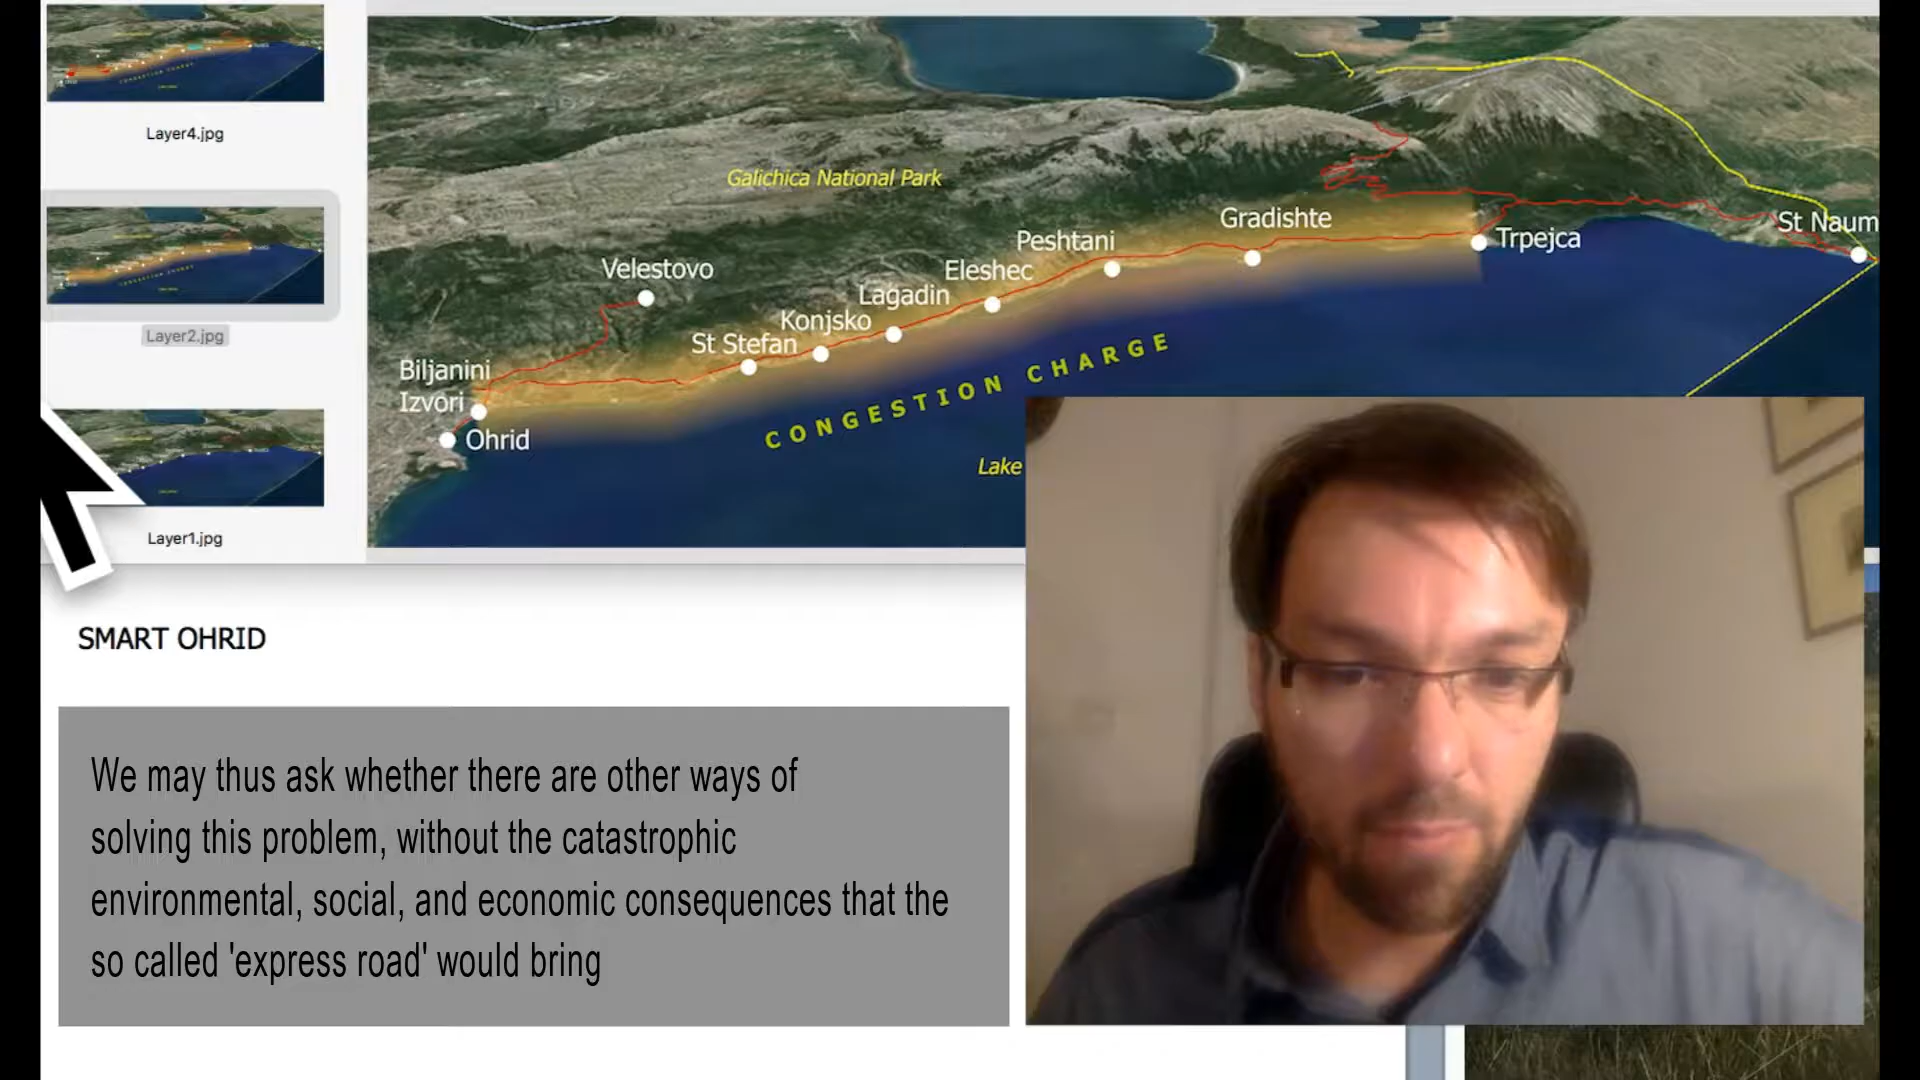 Layer4.jpg
Layer2.jpg
Layer1.jpg
Galichica National Park
Gradishte
St Naum
Trpejca
Peshtani
Velestovo
Eleshec
Lagadin
Konjsko
St Stefan
Biljanini
Izvori
Ohrid
CONGESTION CHARGE
Lake
SMART OHRID
We may thus ask whether there are other ways of
solving this problem, without the catastrophic
environmental, social, and economic consequences that the
so called 'express road' would bring